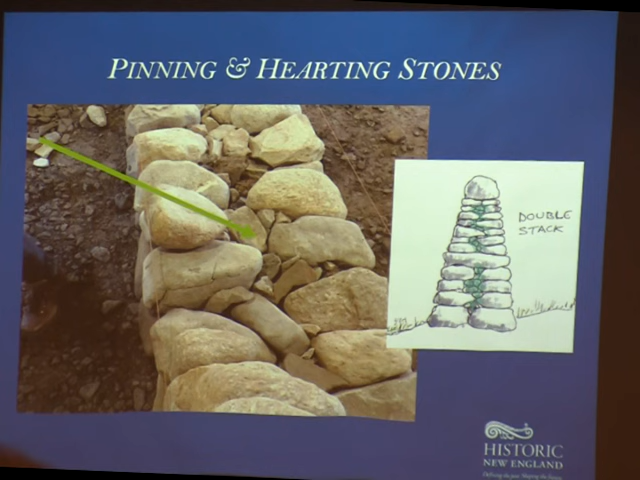 PINNING & HEARTING STONES
DOUBLE
STACK
HISTORIC
NEW ENGLAND